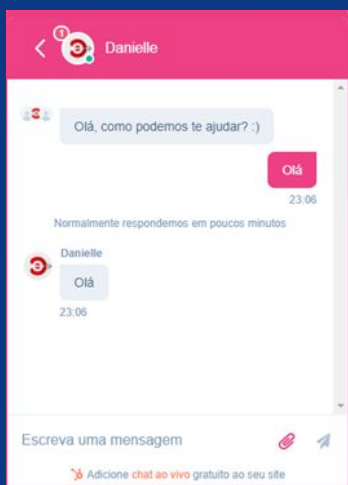 1
Danielle
Olá, como podemos te ajudar? :)
Olá
23:06
Normalmente respondemos em poucos minutos
Danielle
Olá
23:06
Escreva uma mensagem
Adicione chat ao vivo gratuito ao seu site